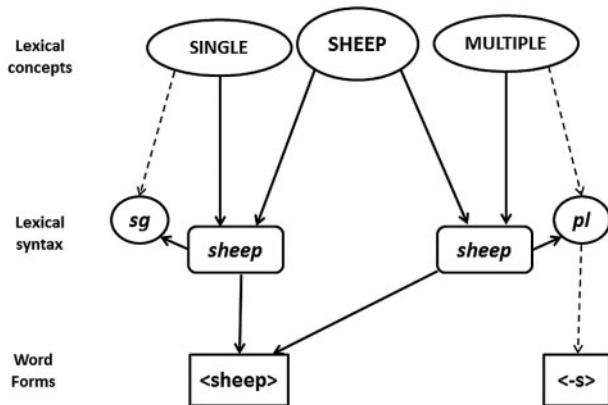 Lexical
concepts
SINGLE
SHEEP
MULTIPLE
Lexical
syntax
sg
sheep
sheep
pl
Word
Forms
<sheep>
<-s>